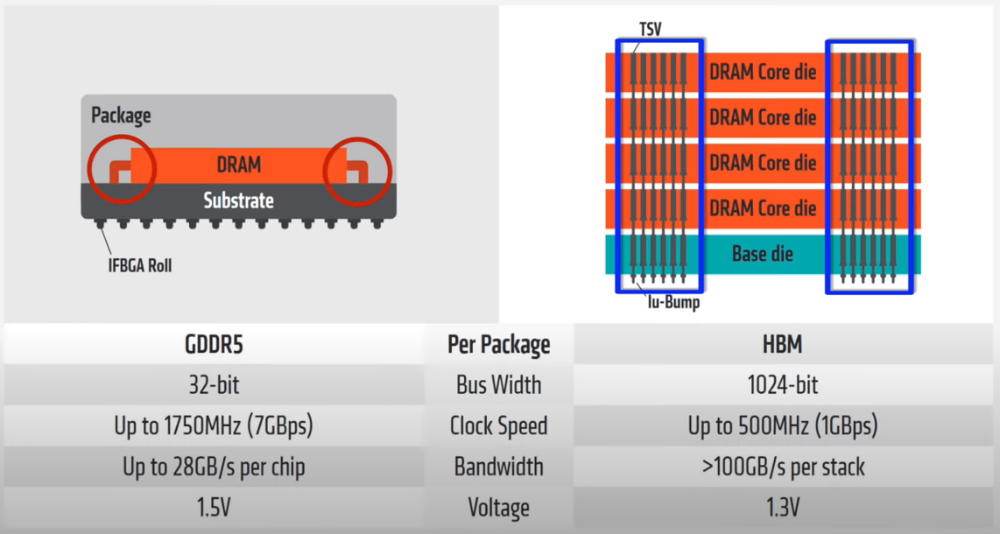 TSV
DRAM Core die
DRAM Core die
DRAM Core die
DRAM Core die
Base die
Iu-Bump
Package
DRAM
Substrate
IFBGA Roll
GDDR5 Per Package HBM
32-bit Bus Width 1024-bit
Up to 1750MHz (7GBps) Clock Speed Up to 500MHz (1GBps)
Up to 28GB/s per chip Bandwidth >100GB/s per stack
1.5V Voltage 1.3V